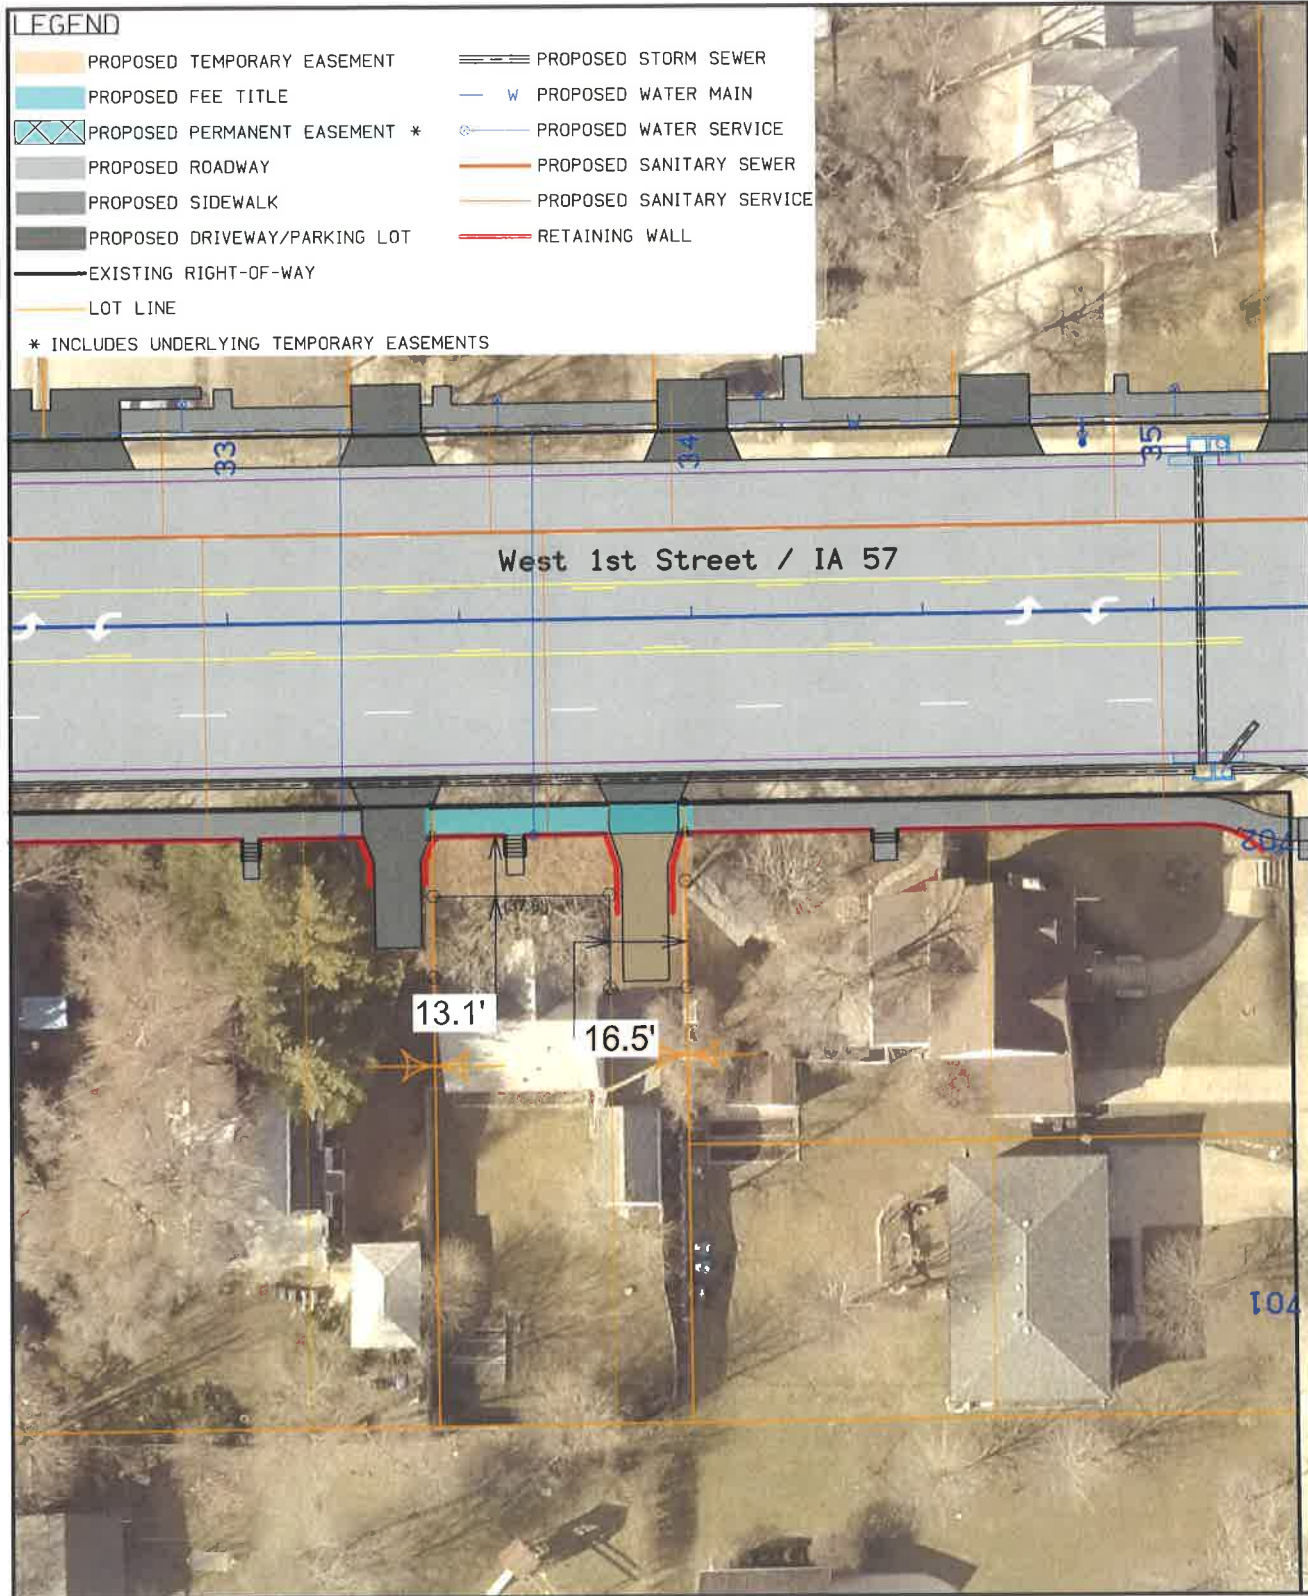 LEGEND
PROPOSED TEMPORARY EASEMENT
PROPOSED FEE TITLE
PROPOSED PERMANENT EASEMENT *
PROPOSED ROADWAY
PROPOSED SIDEWALK
PROPOSED DRIVEWAY/PARKING LOT
EXISTING RIGHT-OF-WAY
LOT LINE
* INCLUDES UNDERLYING TEMPORARY EASEMENTS
PROPOSED STORM SEWER
W PROPOSED WATER MAIN
PROPOSED WATER SERVICE
PROPOSED SANITARY SEWER
PROPOSED SANITARY SERVICE
RETAINING WALL
W
33
34
35
West 1st Street / IA 57
702
13.1'
16.5'
701